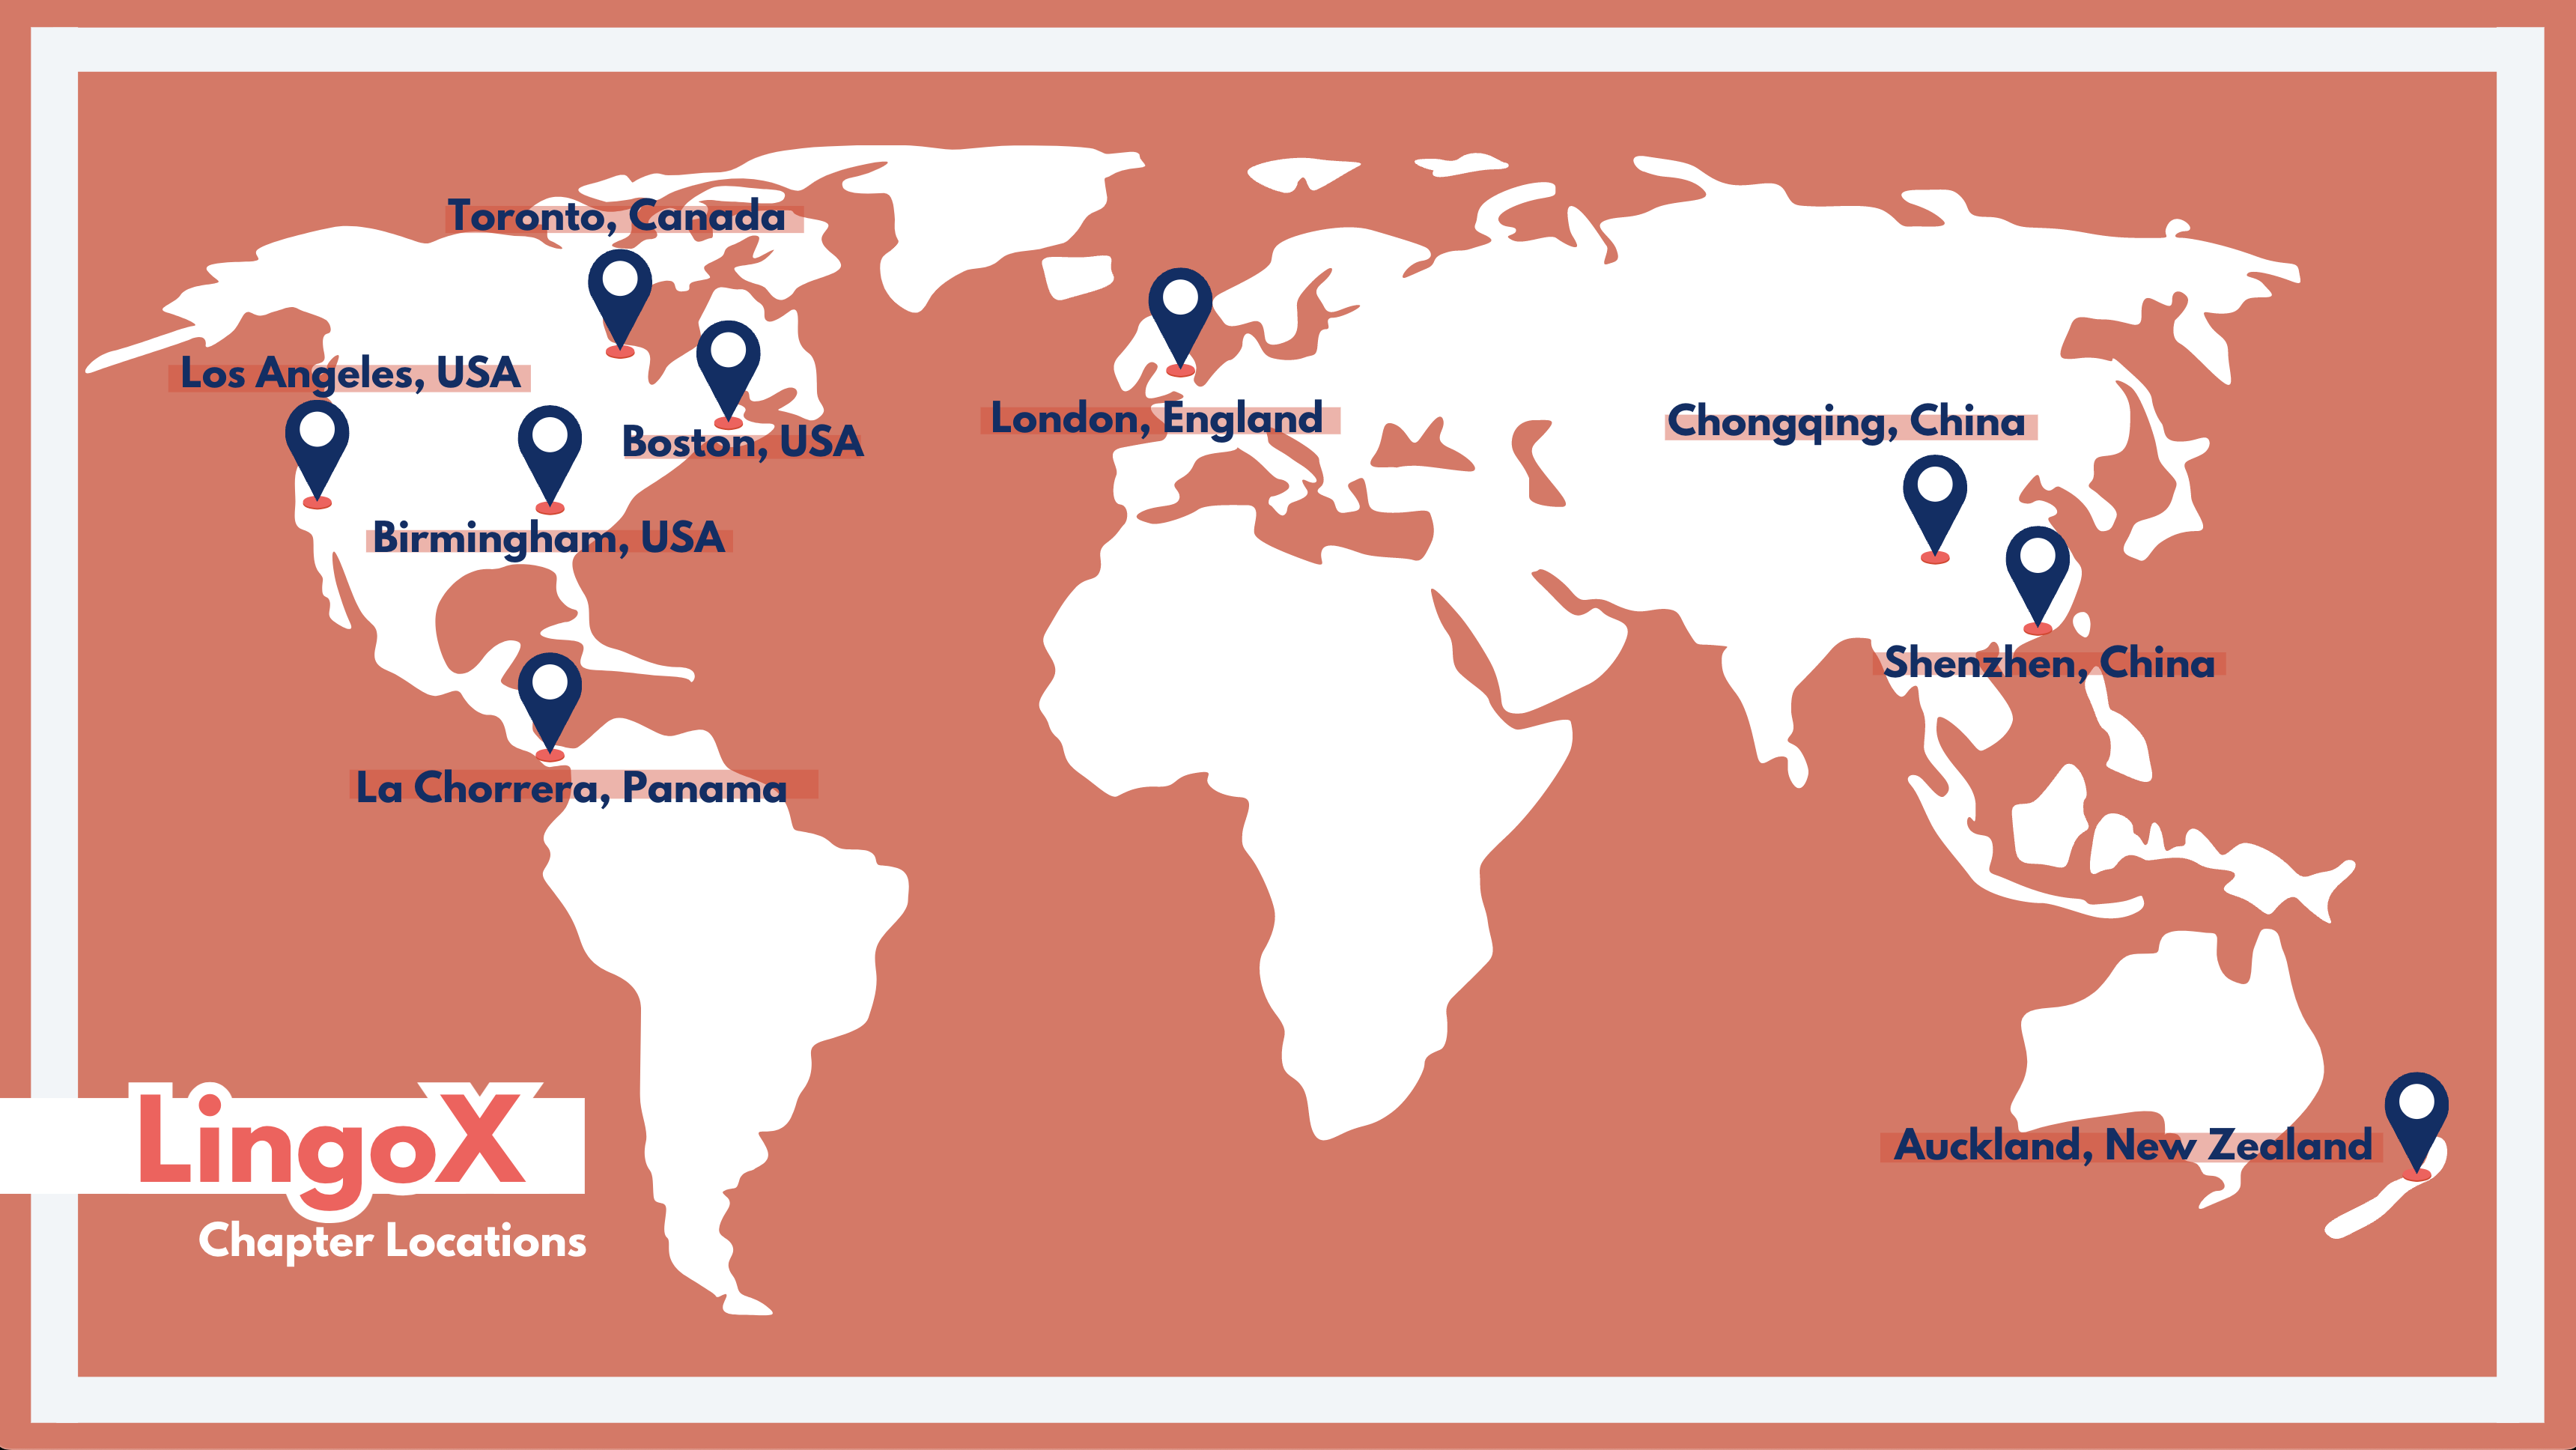 Toronto, Canada
Los Angeles, USA
Boston, USA
London, England
Chongqing, China
Birmingham, USA
Shenzhen, China
La Chorrera, Panama
Auckland, New Zealand
LingoX
Chapter Locations